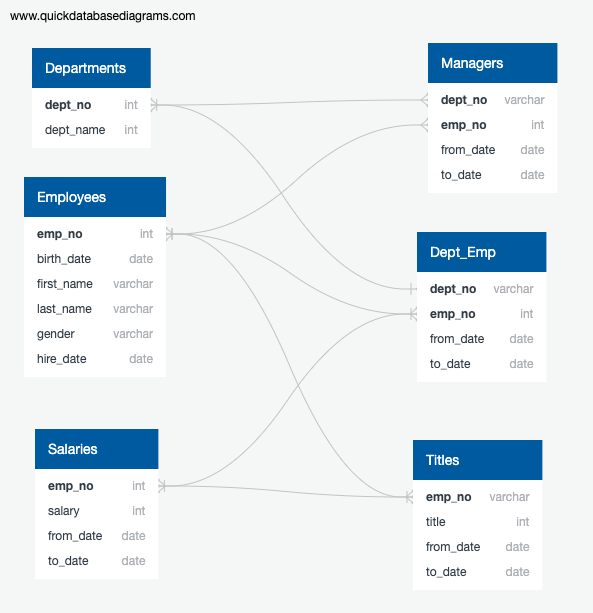 www.quickdatabasediagrams.com
Departments
dept_no int
dept_name int
Managers
dept_no varchar
emp_no int
from_date date
to_date date
Employees
emp_no int
birth_date date
first_name varchar
last_name varchar
gender varchar
hire_date date
Dept_Emp
dept_no varchar
emp_no int
from_date date
to_date date
Salaries
emp_no int
salary int
from_date date
to_date date
Titles
emp_no varchar
title int
from_date date
to_date date